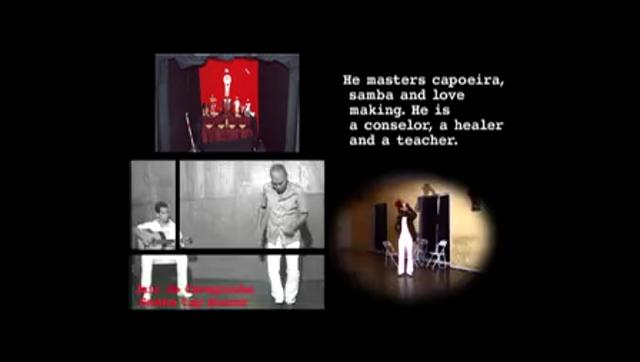 He masters capoeira,
samba and love
making. He is
a conselor, a healer
and a teacher.